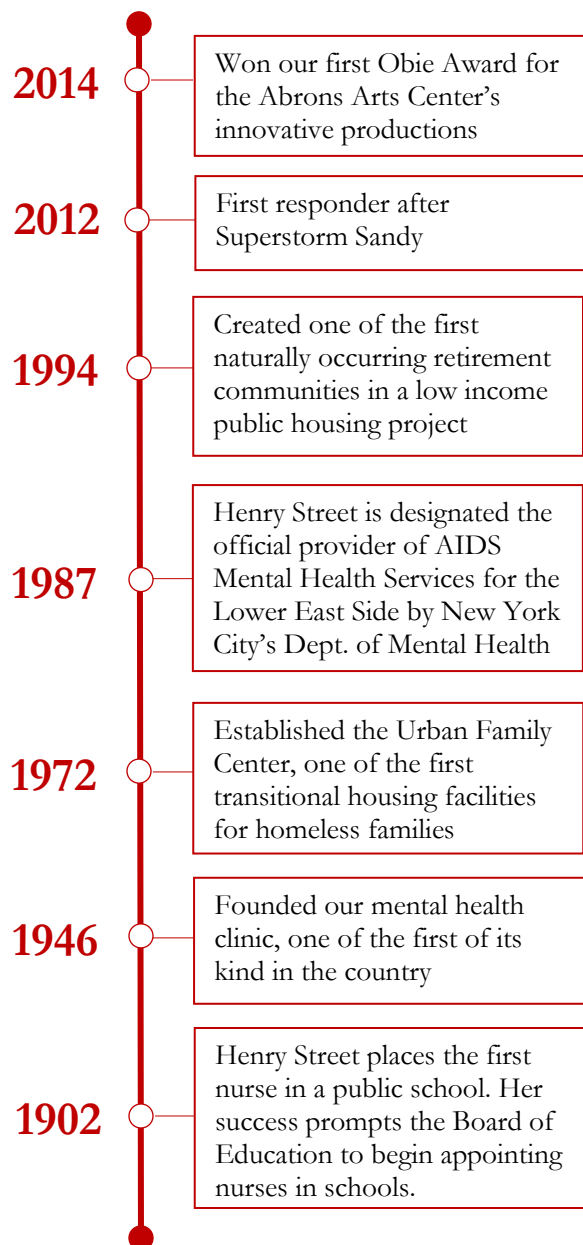 2014
Won our first Obie Award for
the Abrons Arts Center's
innovative productions
2012
First responder after
Superstorm Sandy
1994
Created one of the first
naturally occurring retirement
communities in a low income
public housing project
1987
Henry Street is designated the
official provider of AIDS
Mental Health Services for the
Lower East Side by New York
City's Dept. of Mental Health
1972
Established the Urban Family
Center, one of the first
transitional housing facilities
for homeless families
1946
Founded our mental health
clinic, one of the first of its
kind in the country
1902
Henry Street places the first
nurse in a public school. Her
success prompts the Board of
Education to begin appointing
nurses in schools.